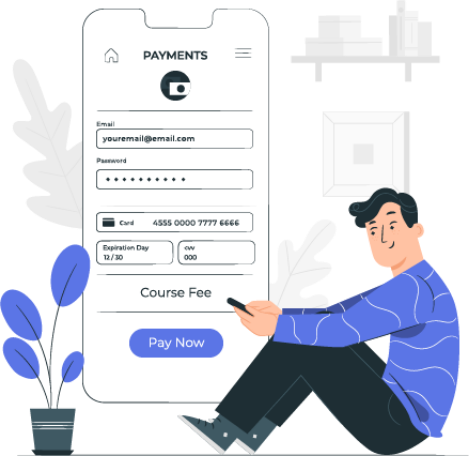 PAYMENTS
Email
youremail@email.com
Password
Card 4555 0000 7777 6666
Expiration Day
12 / 30
cvv
000
Course Fee
Pay Now